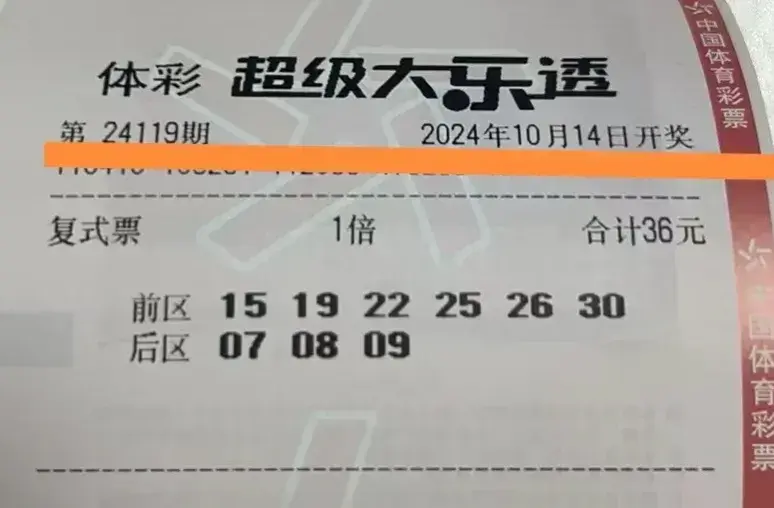 体彩 超级大乐透
第 24119期 2024年10月14日开奖
复式票 1倍 合计36元
前区 15 19 22 25 26 30
后区 07 08 09
中国体育彩票
中国体育彩票